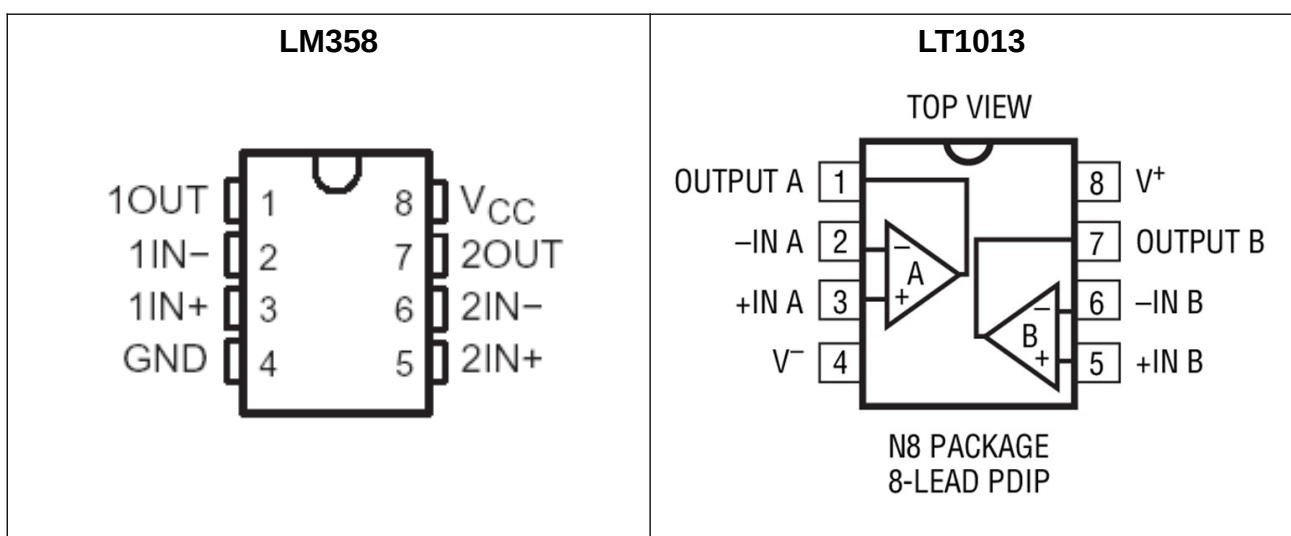 LM358
1OUT 1 8 VCC
1IN− 2 7 2OUT
1IN+ 3 6 2IN−
GND 4 5 2IN+
LT1013
TOP VIEW
OUTPUT A 1 8 V+
–IN A 2 – A 7 OUTPUT B
+IN A 3 + – 6 –IN B
V– 4 B + 5 +IN B
N8 PACKAGE
8-LEAD PDIP